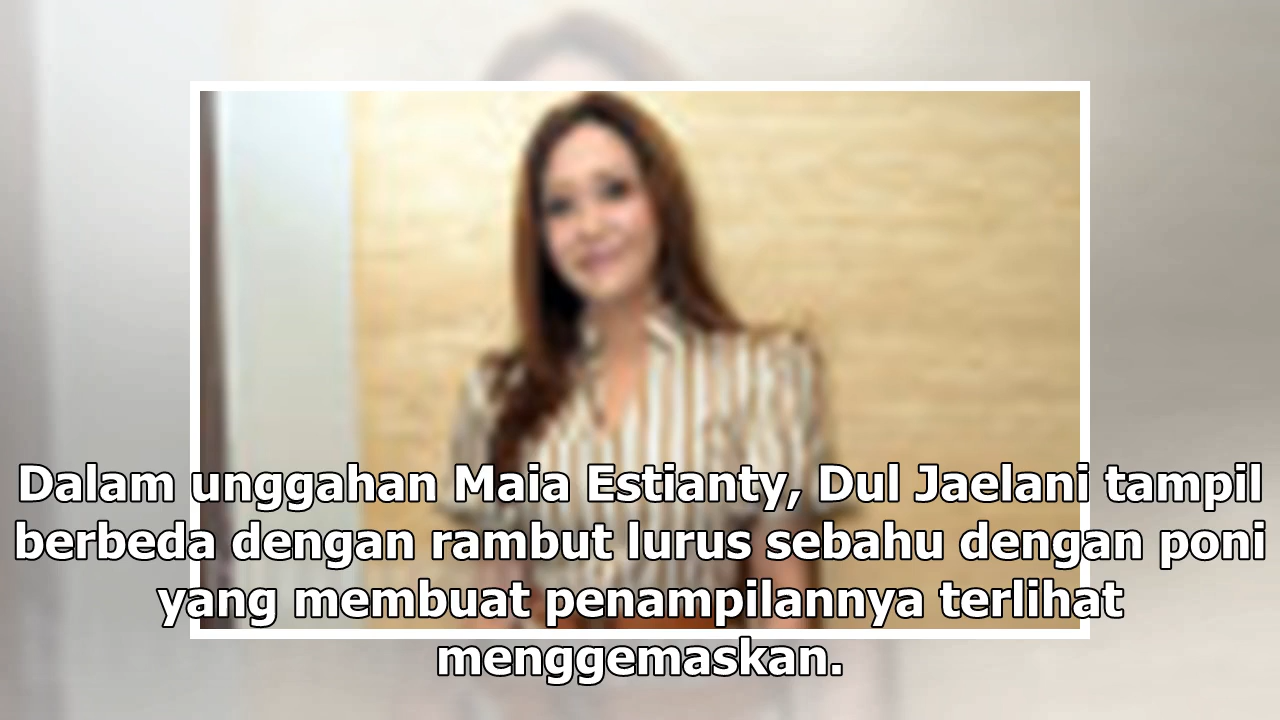 Dalam unggahan Maia Estianty, Dul Jaelani tampil
berbeda dengan rambut lurus sebahu dengan poni
yang membuat penampilannya terlihat
menggemaskan.